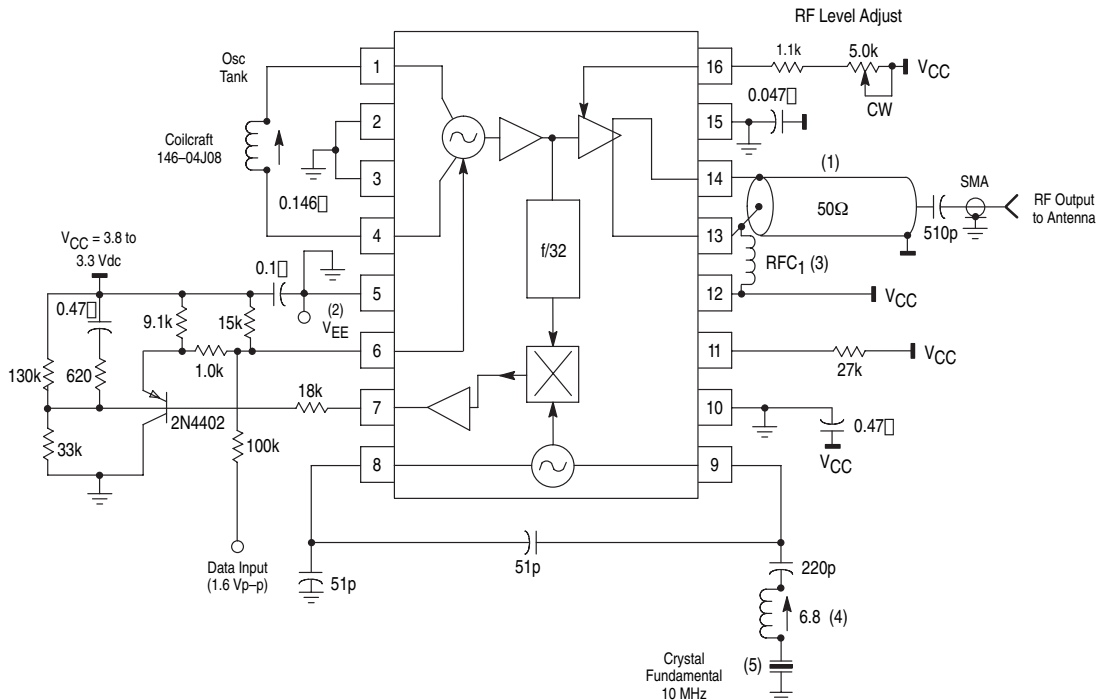 RF Level Adjust
Osc
Tank
Coilcraft
146–04J08
0.146▯
1
2
3
4
5
6
7
8
16
15
14
13
12
11
10
9
1.1k
5.0k
VCC
CW
0.047▯
(1)
50Ω
SMA
510p
RF Output
to Antenna
RFC1 (3)
VCC
27k
VCC
0.47▯
VCC
f/32
VCC = 3.8 to
3.3 Vdc
0.1▯
(2)
VEE
0.47▯
9.1k
15k
1.0k
130k
620
18k
2N4402
33k
100k
Data Input
(1.6 Vp–p)
51p
51p
220p
6.8 (4)
Crystal
Fundamental
10 MHz
(5)